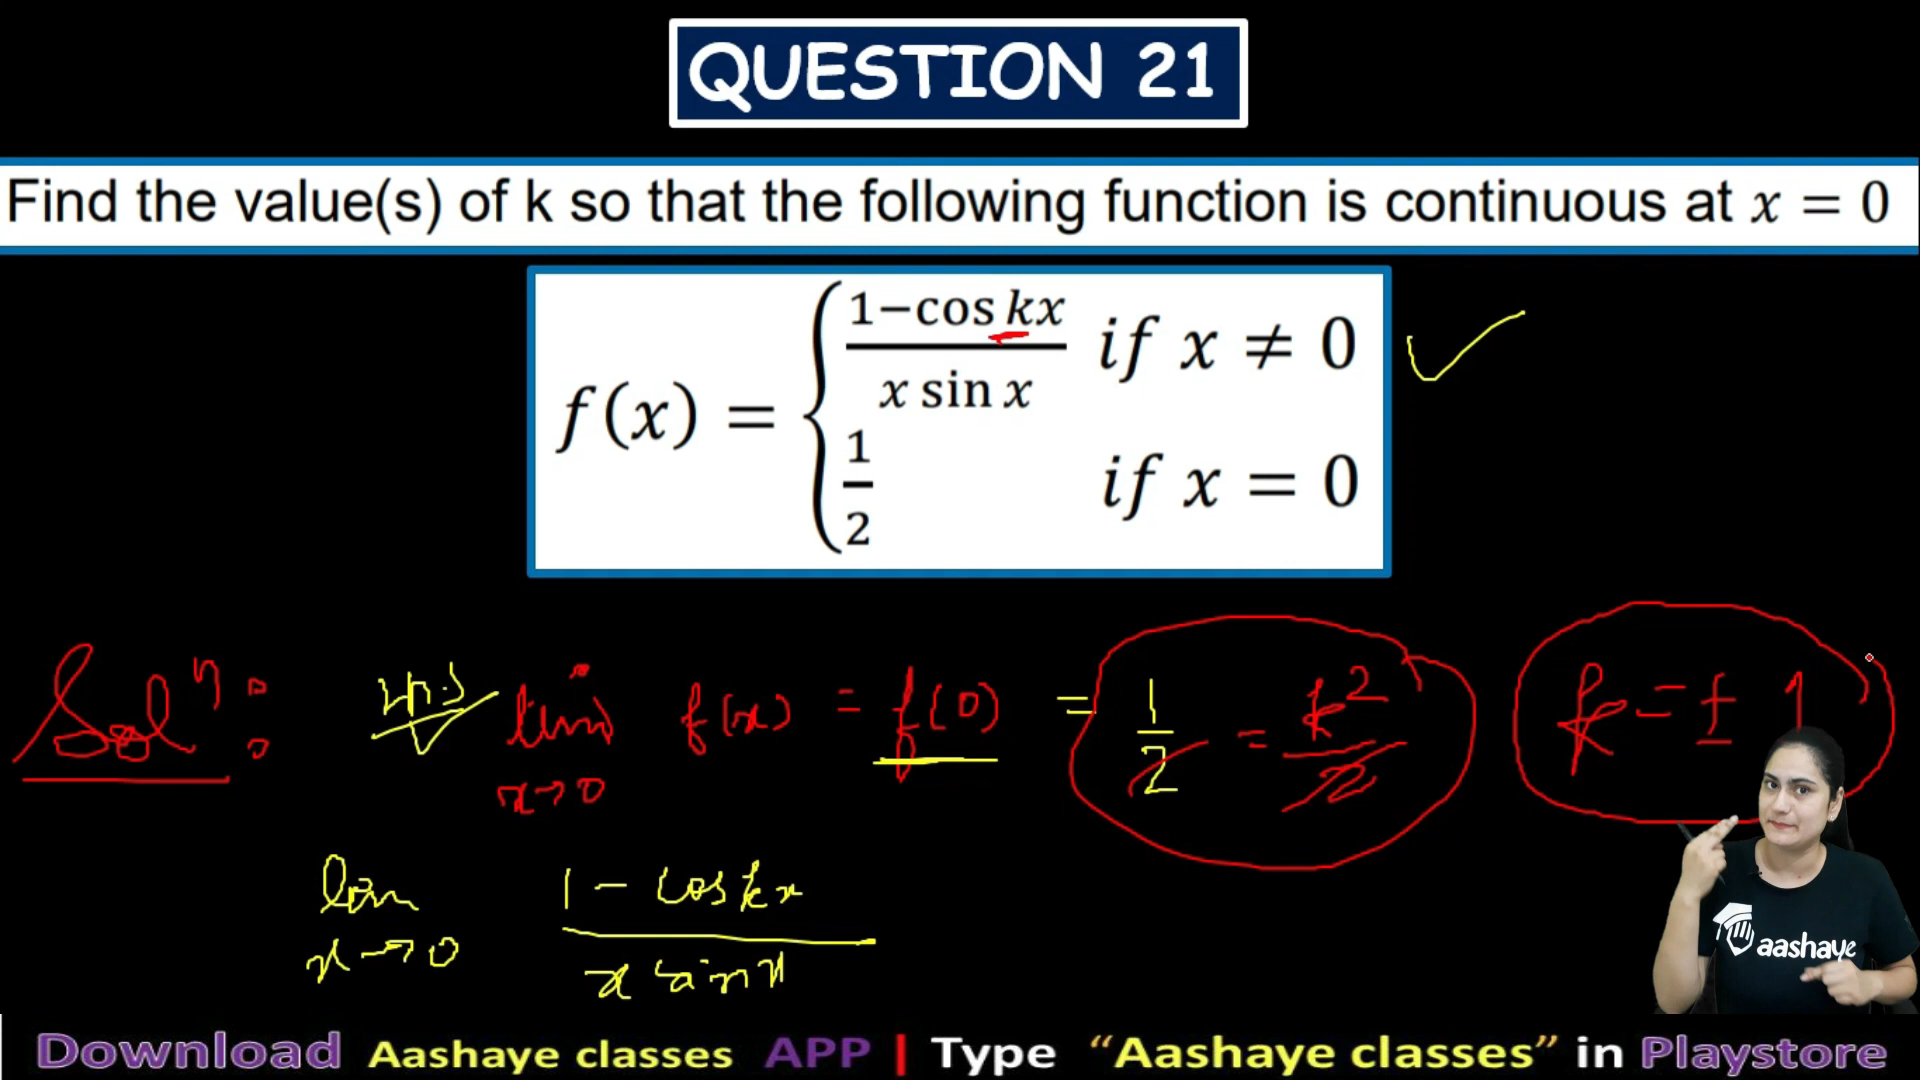 QUESTION 21
Find the value(s) of k so that the following function is continuous at x = 0
1−cos kx if x ≠ 0
x sin x
f(x) =
1
2
if x = 0
Solⁿ: lim f(x) = f(0) = 1/2 = k²/2 k = ± 1
x→0
lim 1 − cos kx
x→0 x sin x
aashaye
Download Aashaye classes APP | Type “Aashaye classes” in Playstore